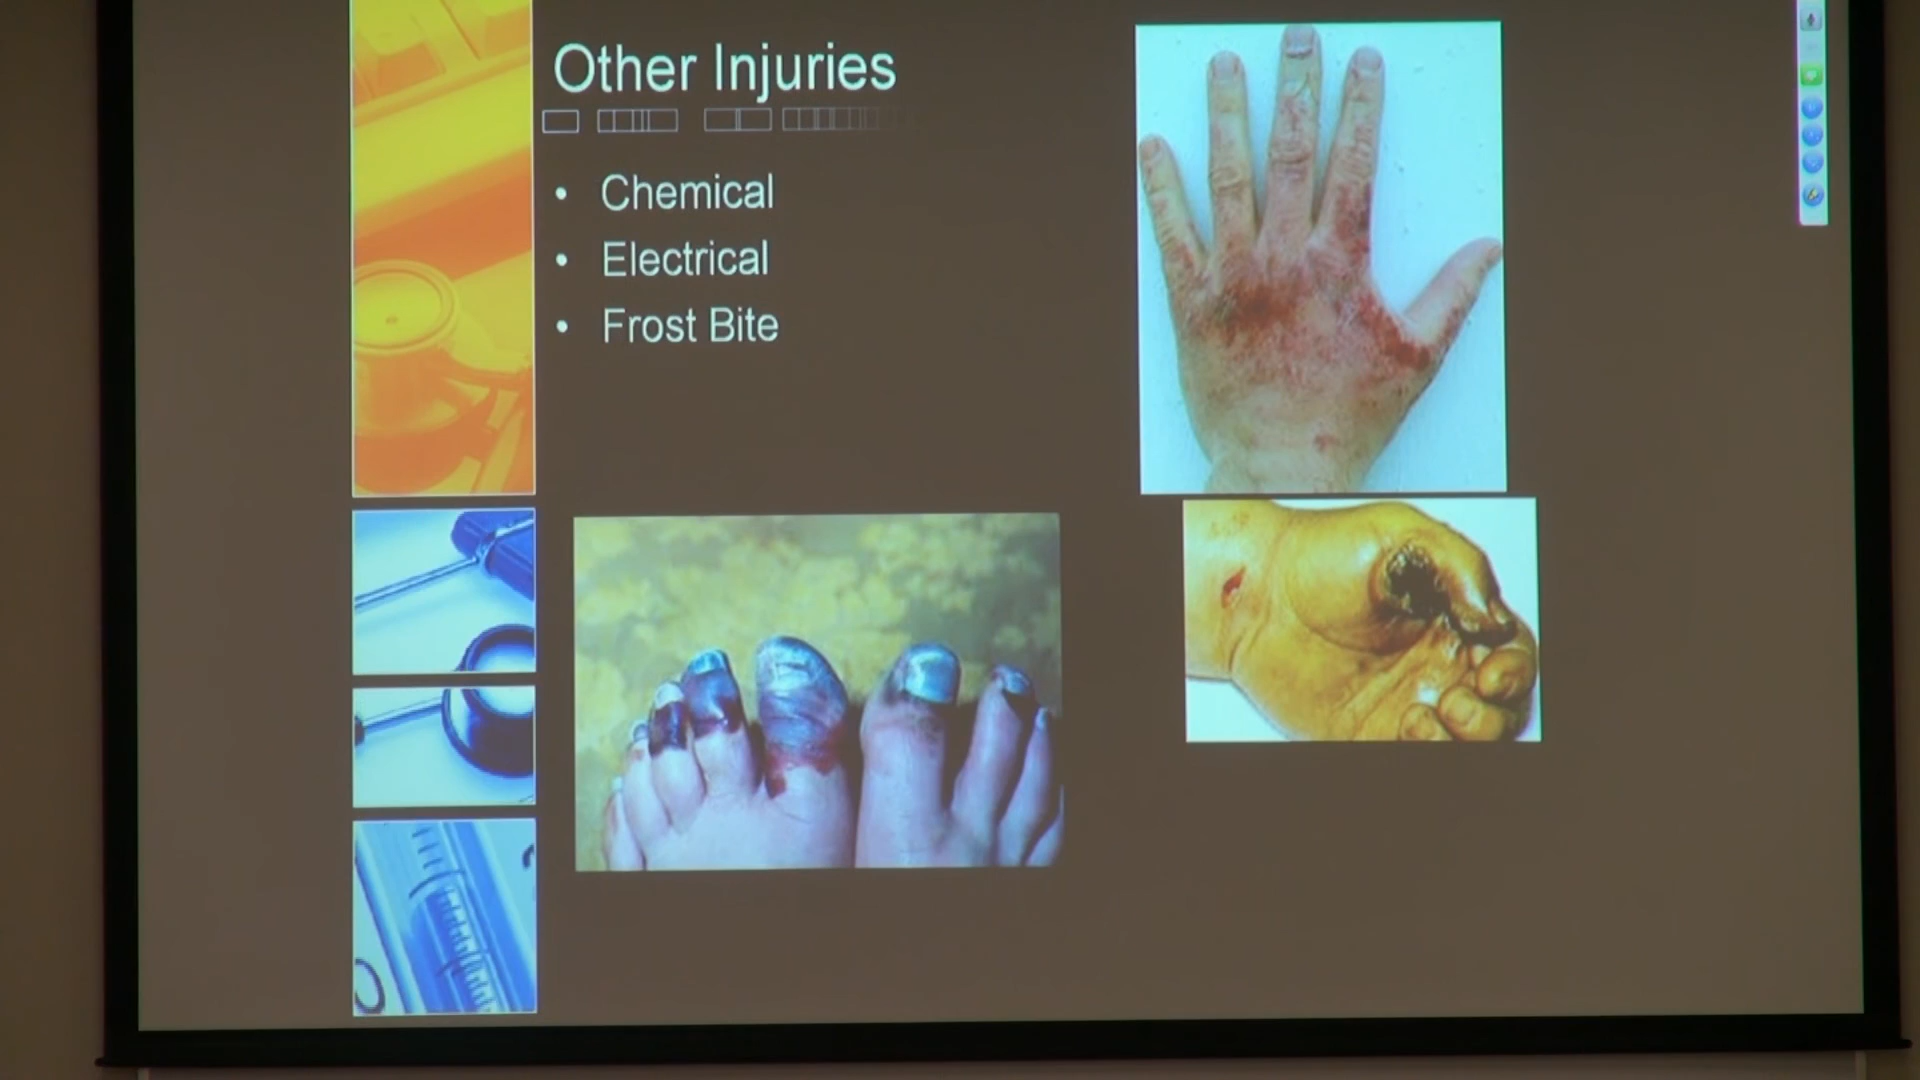 Other Injuries
• Chemical
• Electrical
• Frost Bite